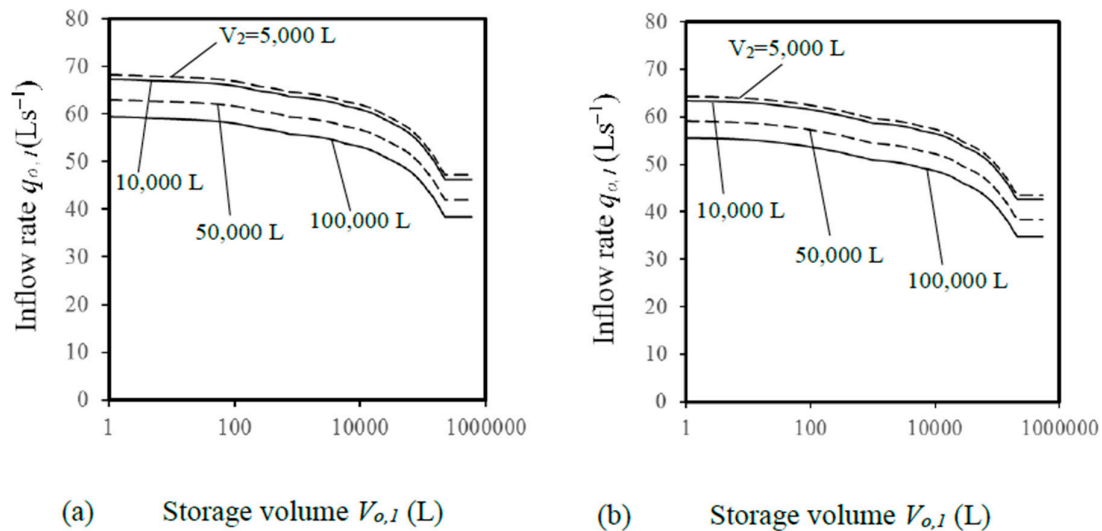 80
70
60
50
40
30
20
10
0
Inflow rate qo,1 (Ls⁻¹)
V₂=5,000 L
10,000 L
50,000 L
100,000 L
1 100 10000 1000000
(a) Storage volume Vo,1 (L)
80
70
60
50
40
30
20
10
0
Inflow rate qo,1 (Ls⁻¹)
V₂=5,000 L
10,000 L
50,000 L
100,000 L
1 100 10000 1000000
(b) Storage volume Vo,1 (L)